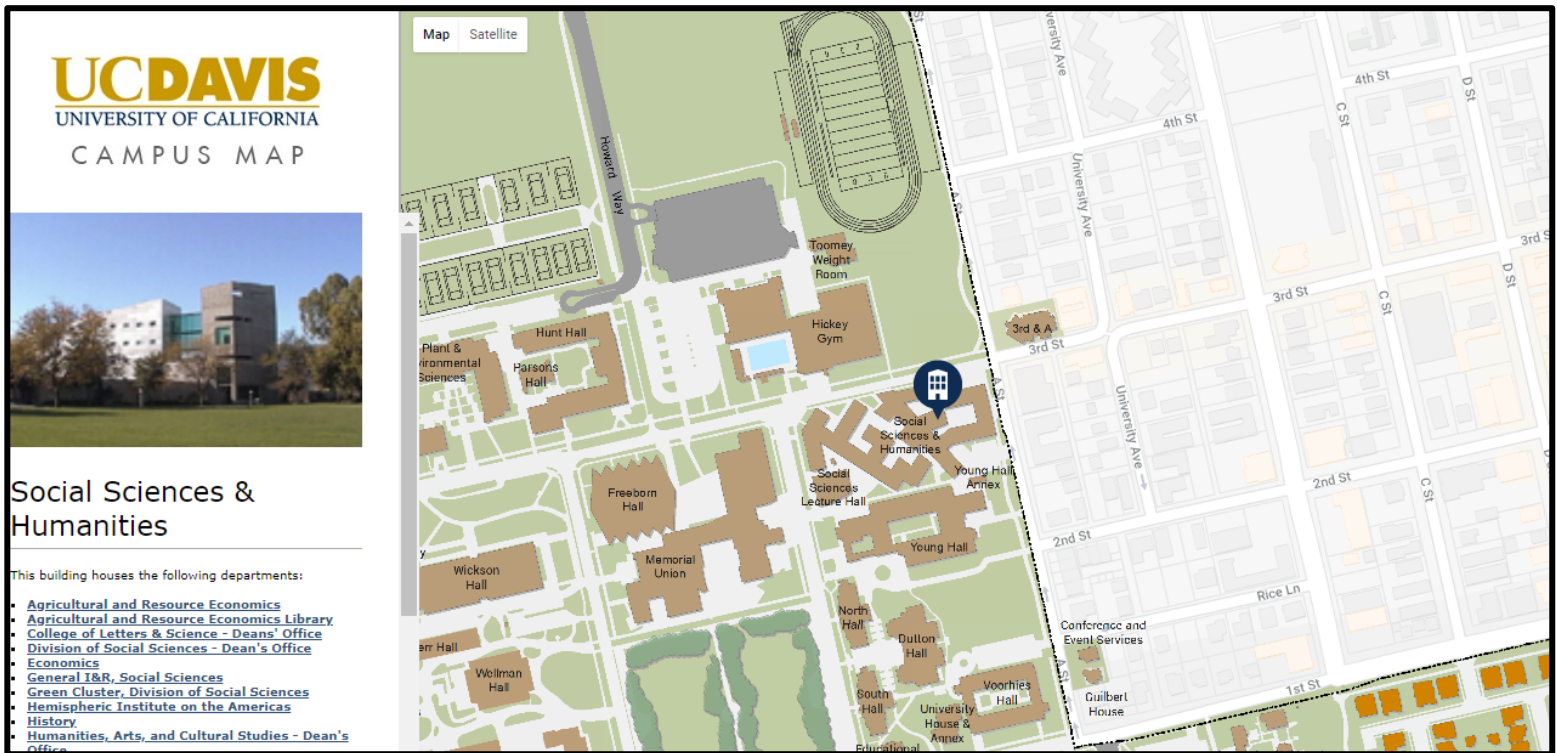 UCDAVIS
UNIVERSITY OF CALIFORNIA
CAMPUS MAP
Social Sciences &
Humanities
This building houses the following departments:
Agricultural and Resource Economics
Agricultural and Resource Economics Library
College of Letters & Science - Deans' Office
Division of Social Sciences - Dean's Office
Economics
General I&R, Social Sciences
Green Cluster, Division of Social Sciences
Hemispheric Institute on the Americas
History
Humanities, Arts, and Cultural Studies - Dean's
Office
Map
Satellite
Howard Way
Toomey
Weight
Room
Hickey
Gym
Hunt Hall
Parsons
Hall
Plant &
Sciences
3rd & A
Social
Sciences &
Humanities
Young Hall
Annex
Social
Sciences
Lecture Hall
Young Hall
Freeborn
Hall
Memorial
Union
Wickson
Hall
Wellman
Hall
North
Hall
Dutton
Hall
South
Hall
Voorhies
Hall
University
House &
Annex
Educational
Conference and
Event Services
Guilbert
House
University Ave
4th St
4th St
C St
D St
A St
University Ave
3rd St
3rd St
C St
D St
A St
University Ave
2nd St
2nd St
C St
Rice Ln
A St
1st St